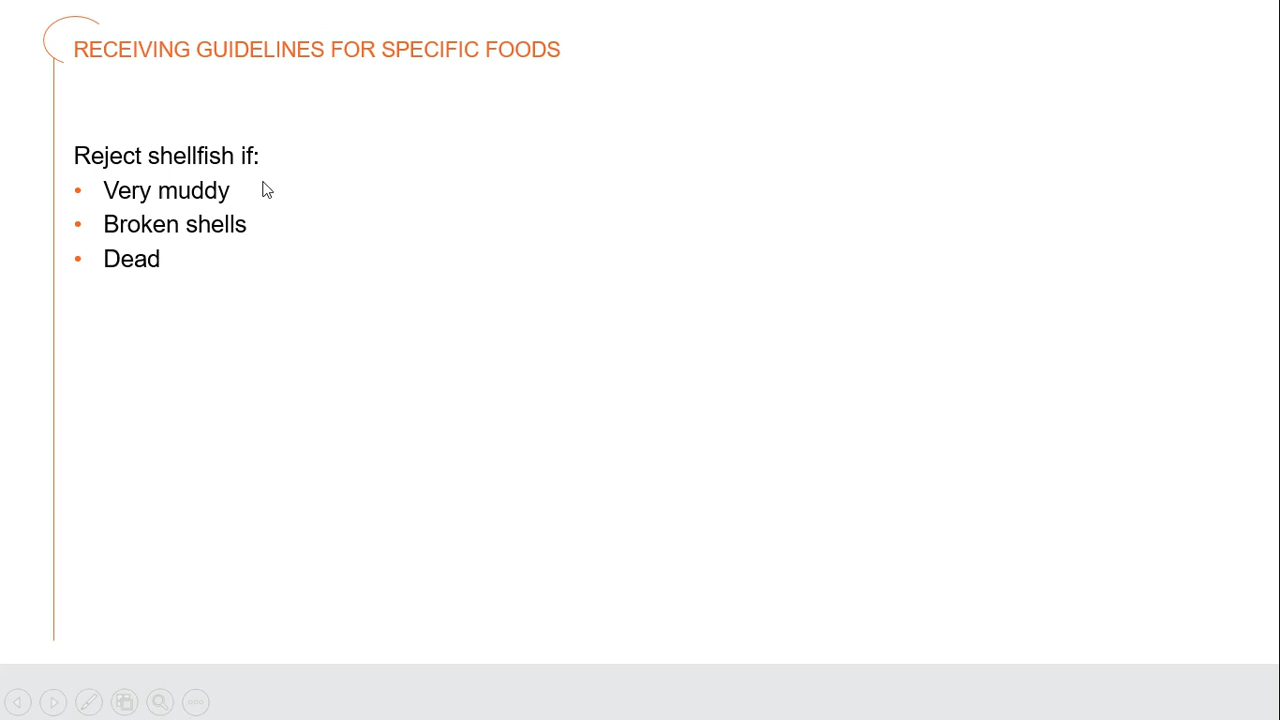 RECEIVING GUIDELINES FOR SPECIFIC FOODS
Reject shellfish if:
• Very muddy
• Broken shells
• Dead